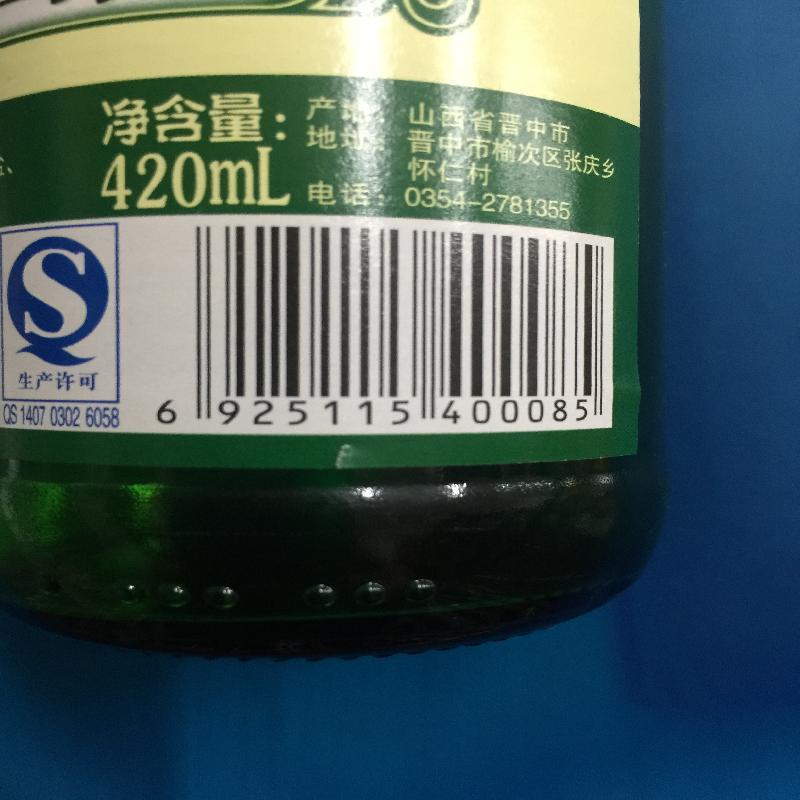 净含量：
420mL
产地：山西省晋中市
地址：晋中市榆次区张庆乡
怀仁村
电话：0354-2781355
生产许可
QS 1407 0302 6058
6 925115 400085